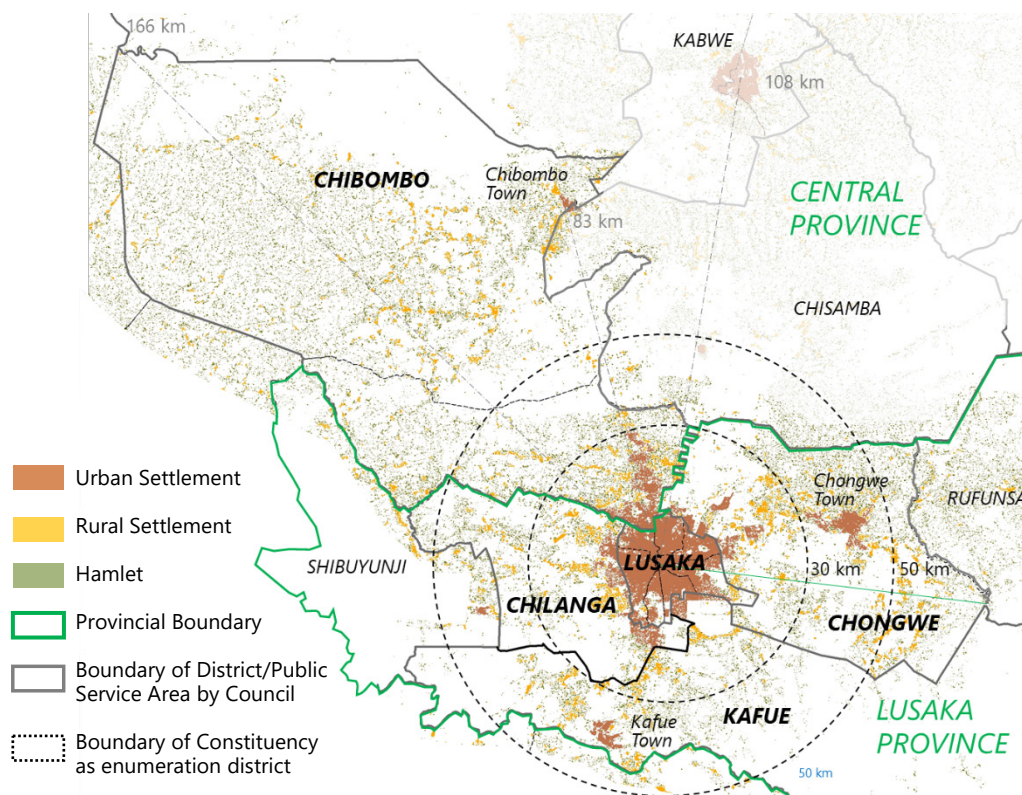 166 km
KABWE
108 km
CHIBOMBO
Chibombo
Town
CENTRAL
PROVINCE
83 km
CHISAMBA
Urban Settlement
Rural Settlement
Hamlet
Provincial Boundary
Boundary of District/Public
Service Area by Council
Boundary of Constituency
as enumeration district
Chongwe
Town
RUFUNSA
SHIBUYUNJI
LUSAKA
30 km
50 km
CHILANGA
CHONGWE
Kafue
Town
KAFUE
LUSAKA
PROVINCE
50 km